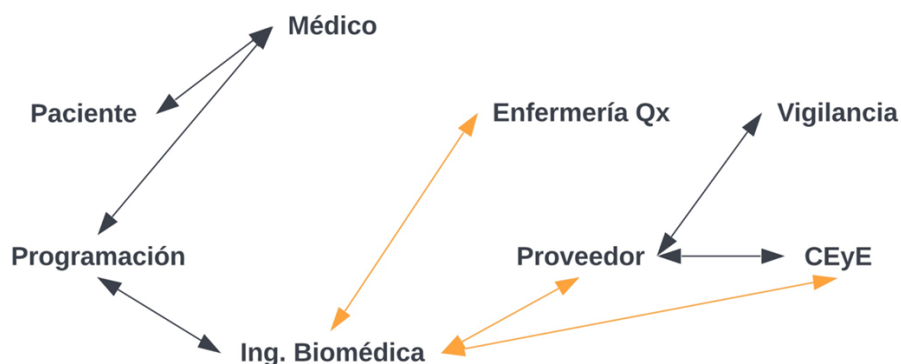 Médico
Paciente
Enfermería Qx
Vigilancia
Programación
Proveedor
CEyE
Ing. Biomédica